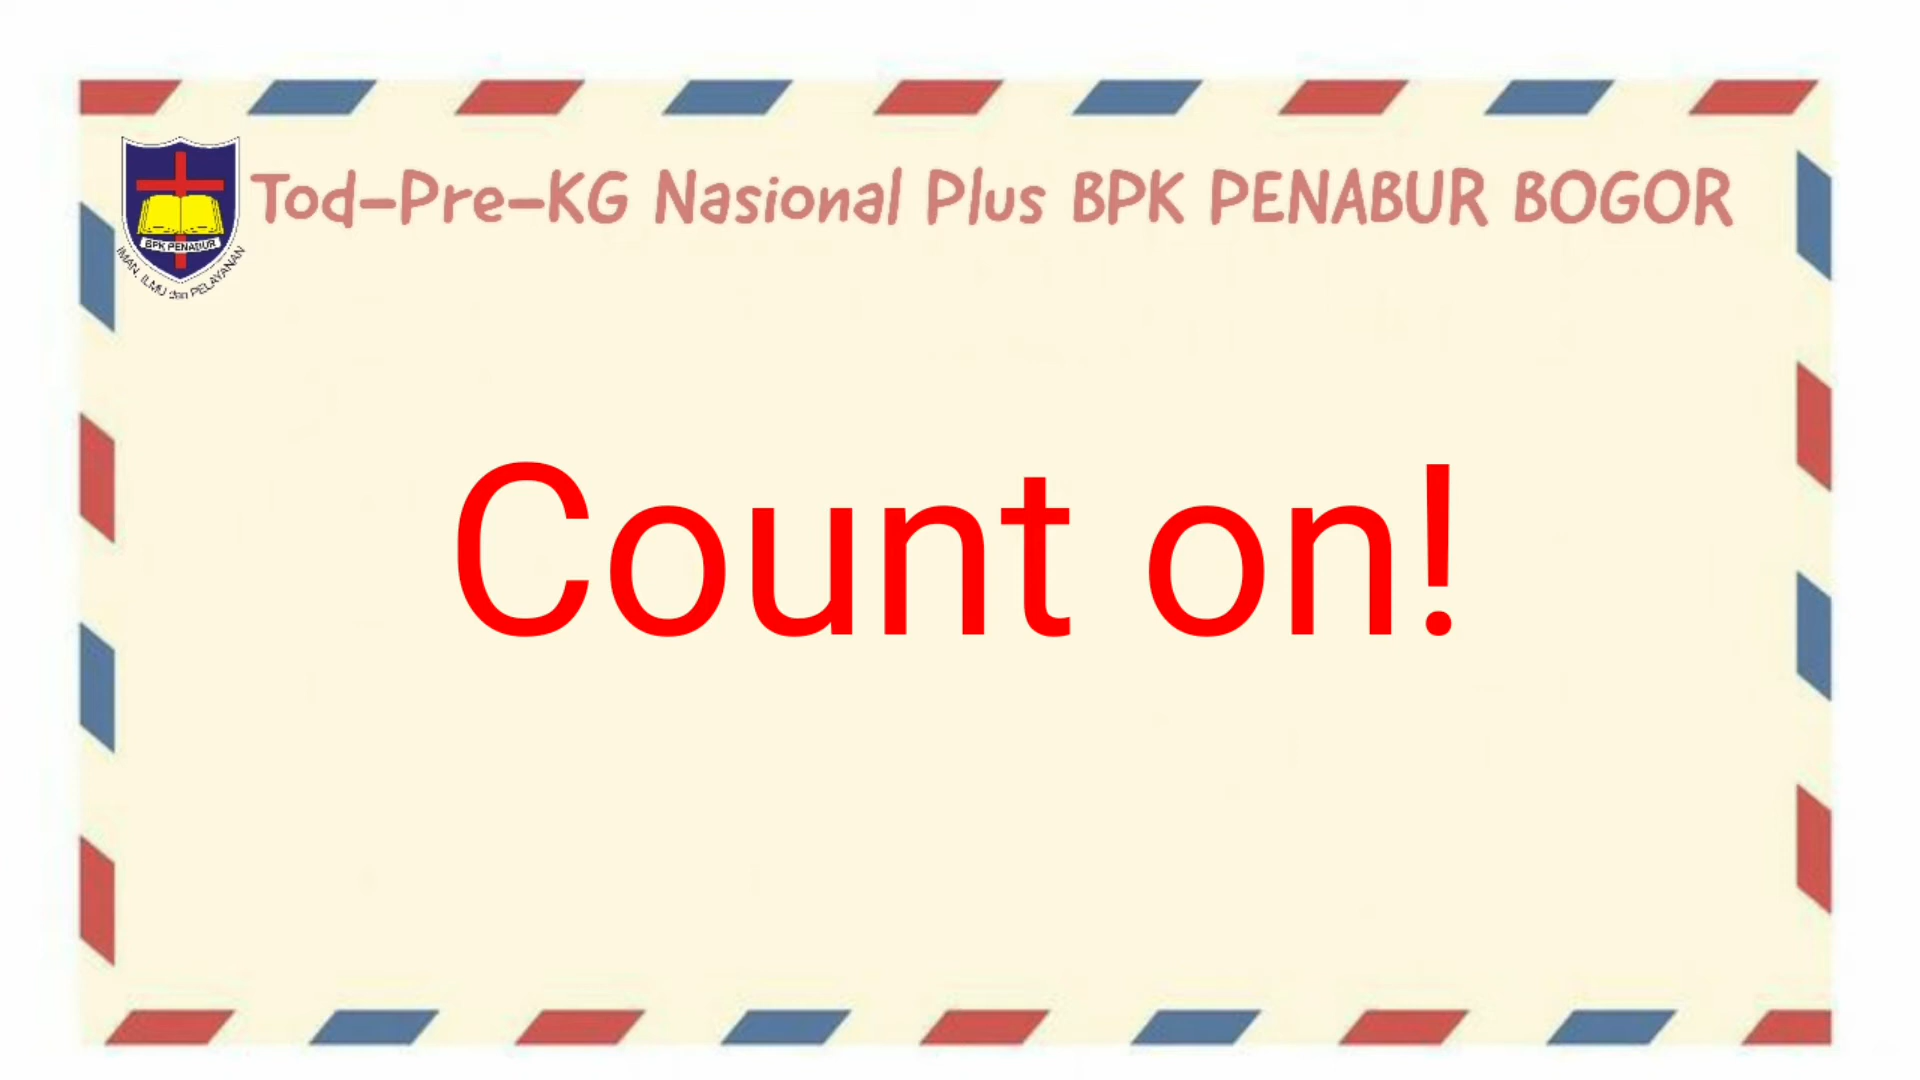 Tod-Pre-KG Nasional Plus BPK PENABUR BOGOR
BPK PENABUR
IMAN, ILMU dan PELAYANAN
Count on!